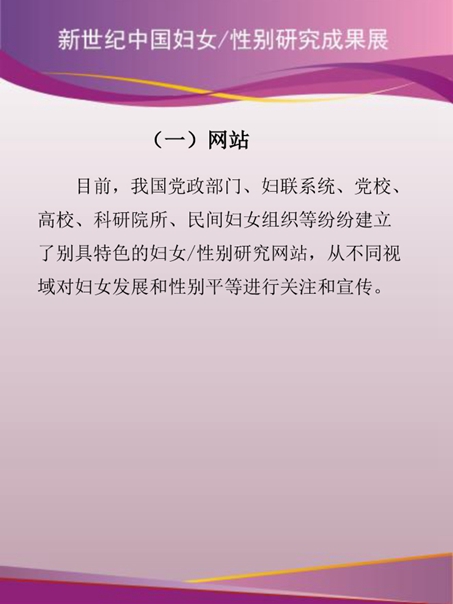 新世纪中国妇女/性别研究成果展
（一）网站
目前，我国党政部门、妇联系统、党校、
高校、科研院所、民间妇女组织等纷纷建立
了别具特色的妇女/性别研究网站，从不同视
域对妇女发展和性别平等进行关注和宣传。